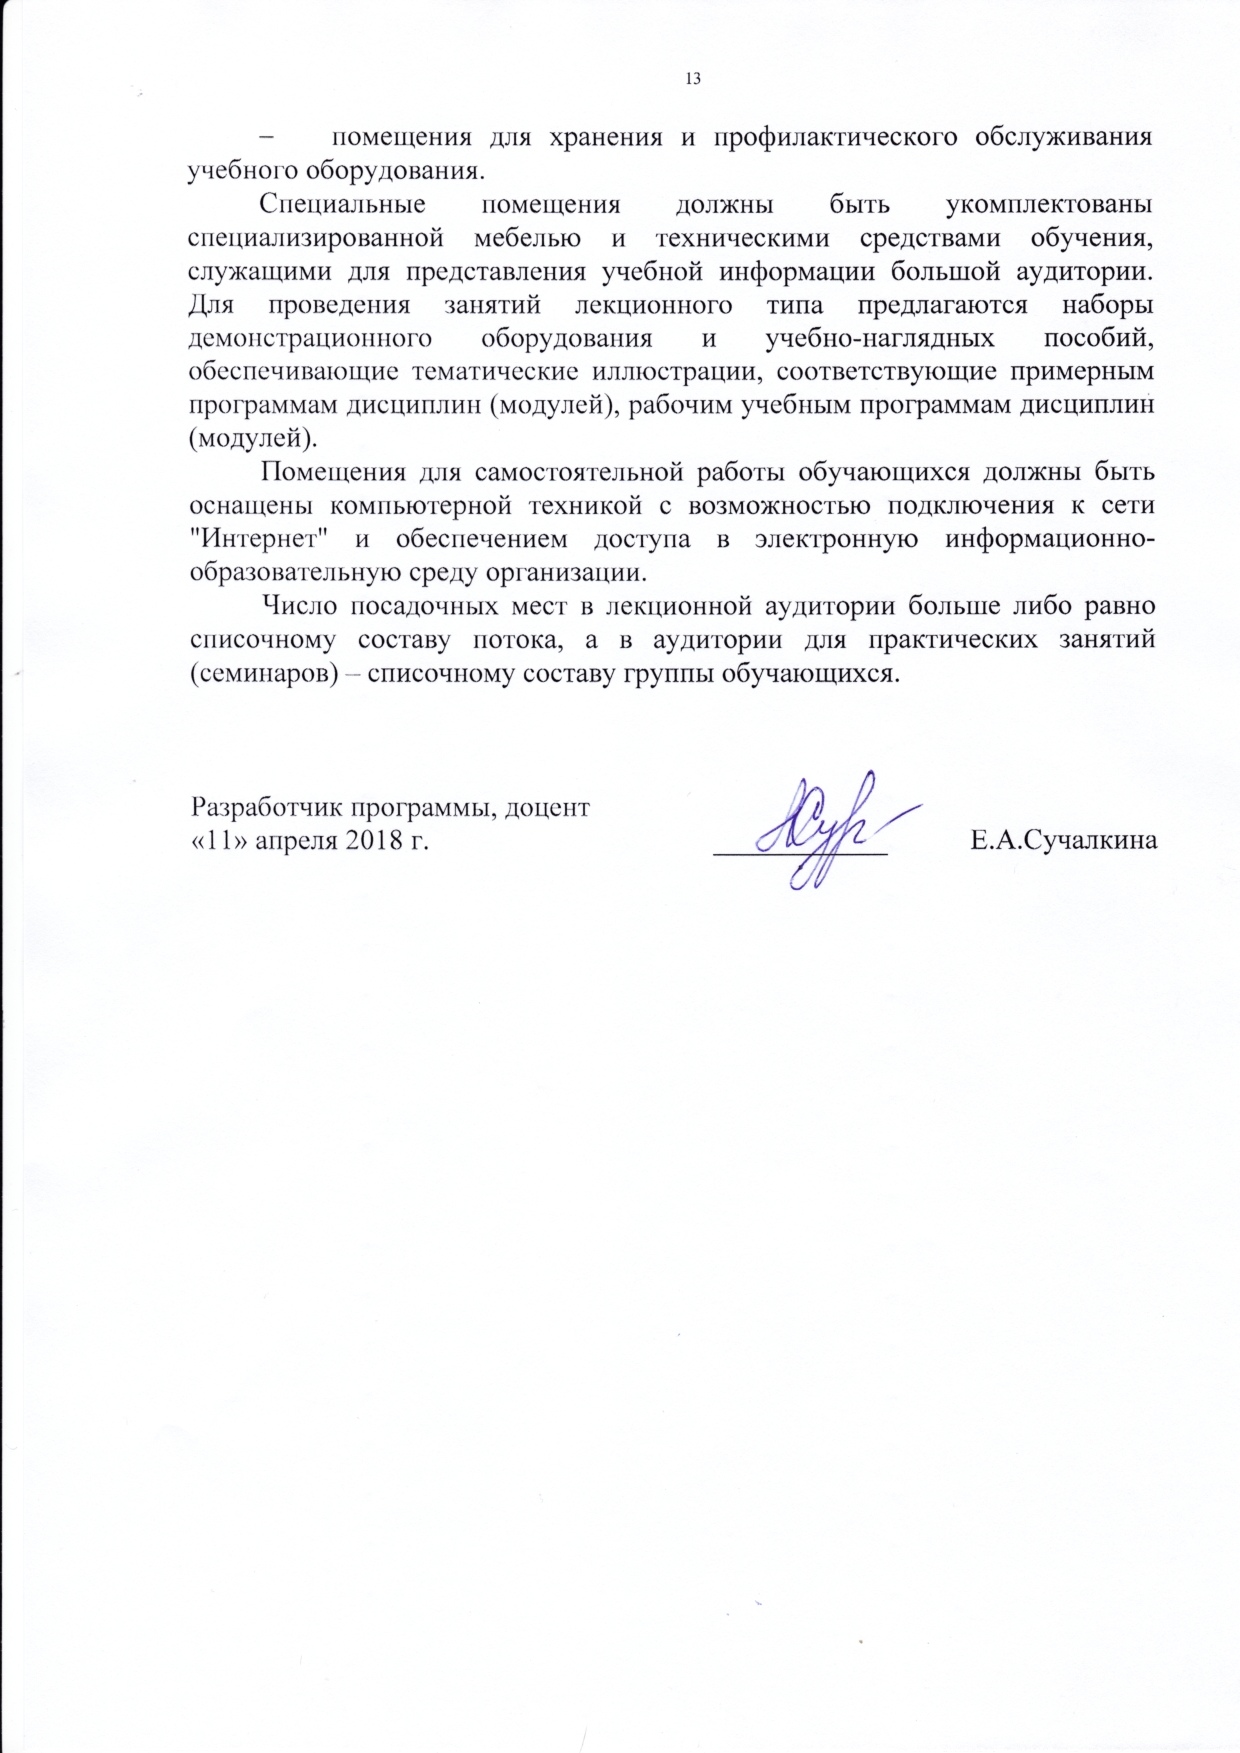 13
– помещения для хранения и профилактического обслуживания
учебного оборудования.
Специальные помещения должны быть укомплектованы
специализированной мебелью и техническими средствами обучения,
служащими для представления учебной информации большой аудитории.
Для проведения занятий лекционного типа предлагаются наборы
демонстрационного оборудования и учебно-наглядных пособий,
обеспечивающие тематические иллюстрации, соответствующие примерным
программам дисциплин (модулей), рабочим учебным программам дисциплин
(модулей).
Помещения для самостоятельной работы обучающихся должны быть
оснащены компьютерной техникой с возможностью подключения к сети
"Интернет" и обеспечением доступа в электронную информационно-
образовательную среду организации.
Число посадочных мест в лекционной аудитории больше либо равно
списочному составу потока, а в аудитории для практических занятий
(семинаров) – списочному составу группы обучающихся.
Разработчик программы, доцент
«11» апреля 2018 г. Е.А.Сучалкина